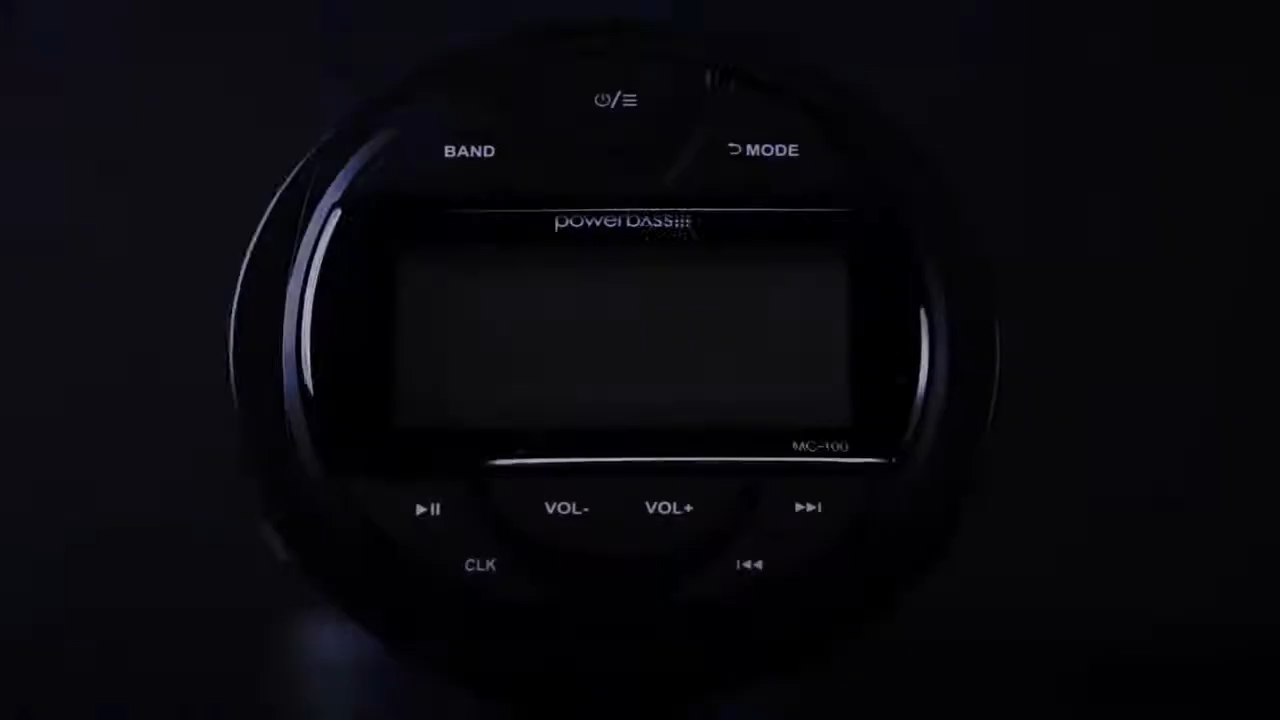 ⏻/☰
BAND
⮌MODE
powerbass
MC-100
▶II
VOL-
VOL+
▶▶I
CLK
I◀◀